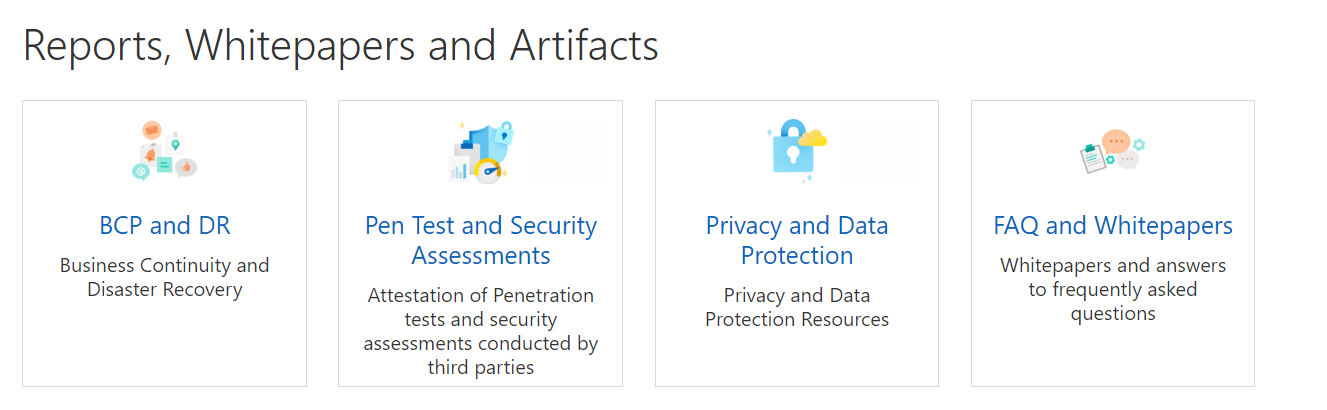 Reports, Whitepapers and Artifacts
BCP and DR
Business Continuity and
Disaster Recovery
Pen Test and Security
Assessments
Attestation of Penetration
tests and security
assessments conducted by
third parties
Privacy and Data
Protection
Privacy and Data
Protection Resources
FAQ and Whitepapers
Whitepapers and answers
to frequently asked
questions